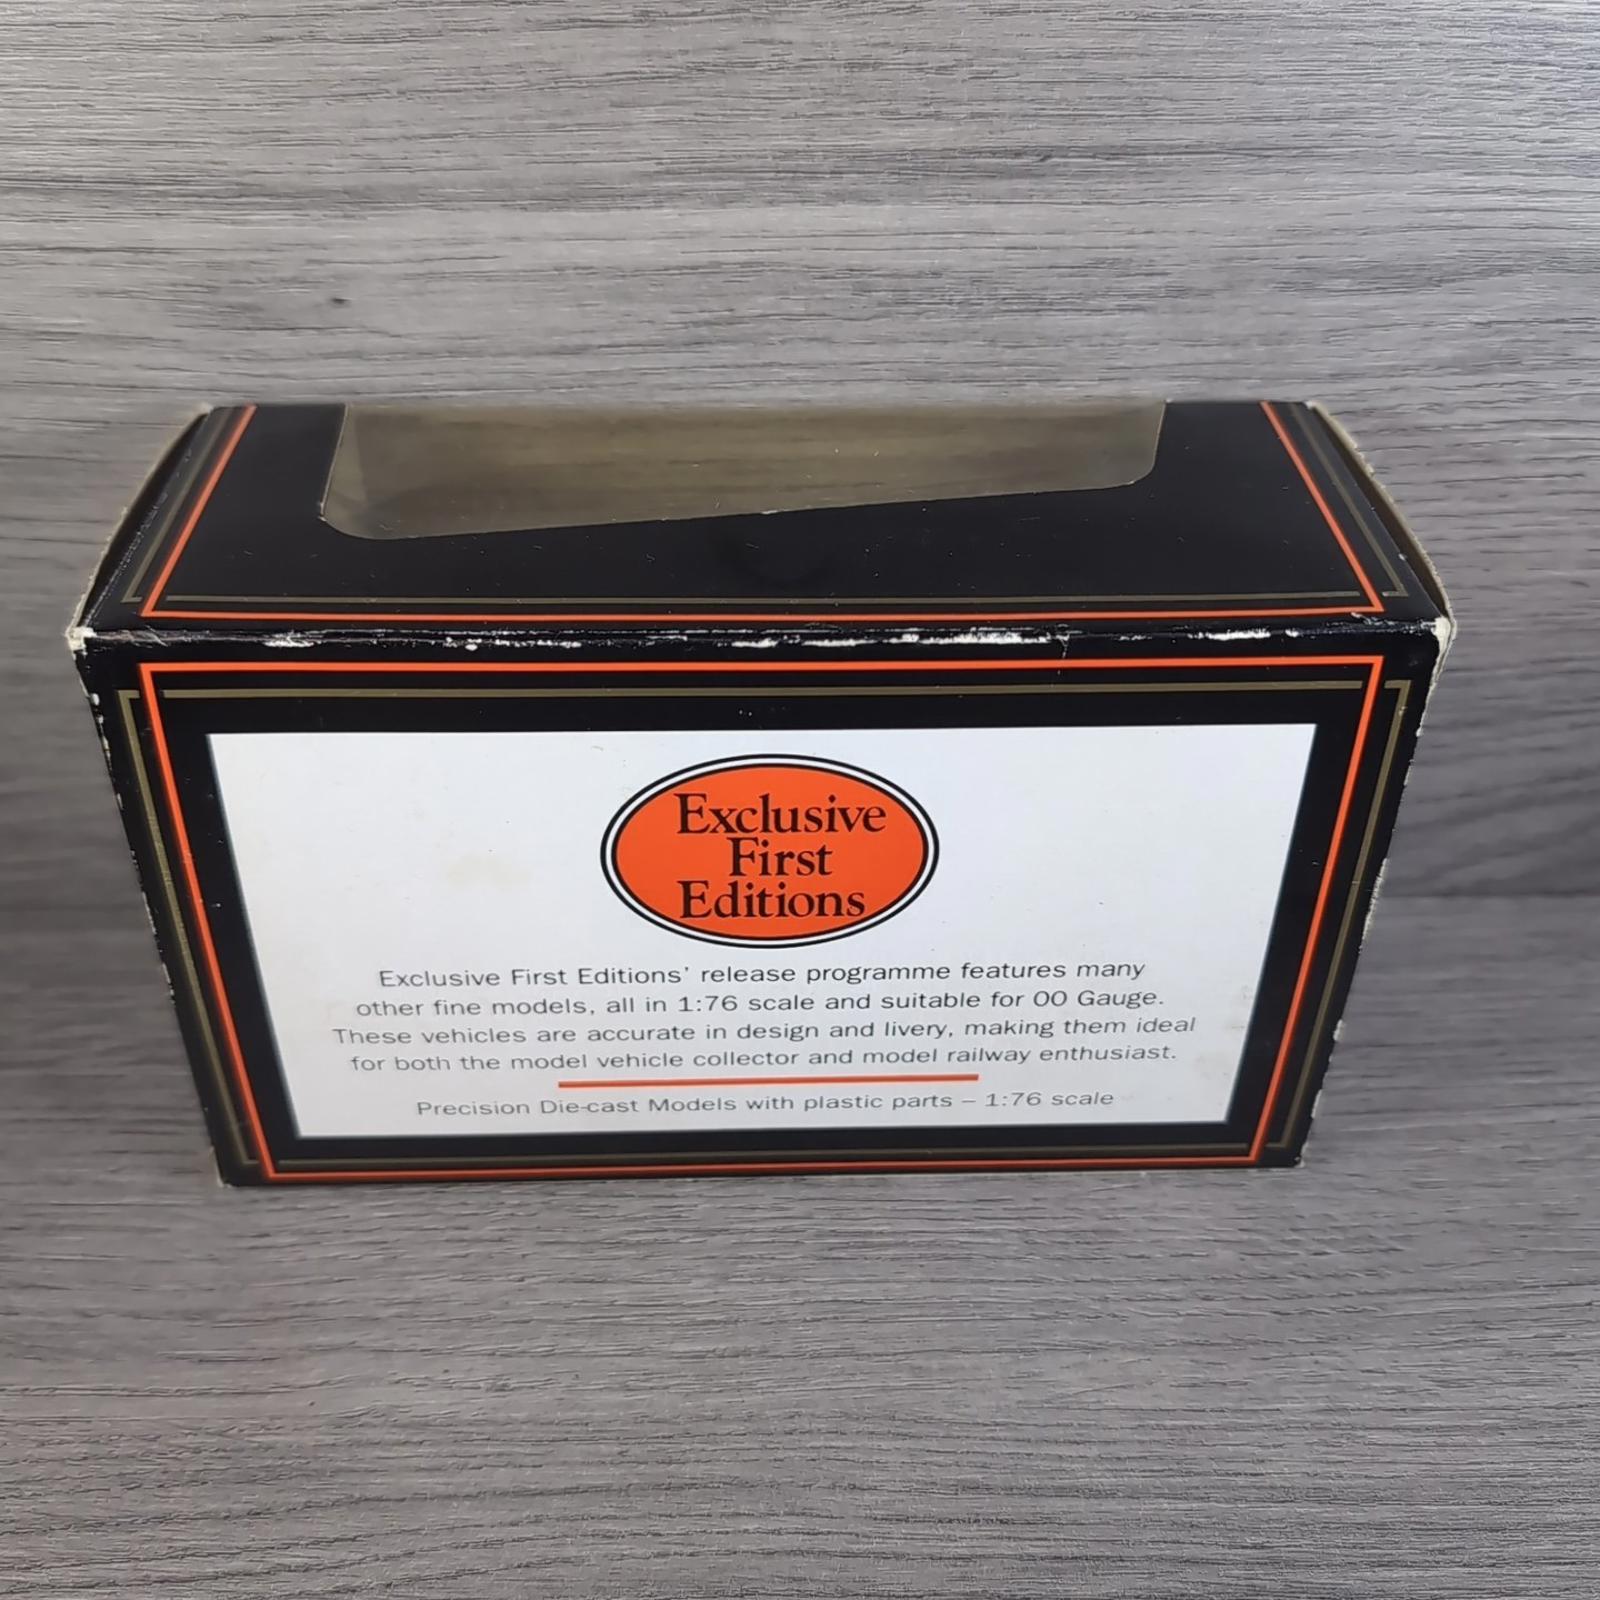 Exclusive
First
Editions
Exclusive First Editions' release programme features many
other fine models, all in 1:76 scale and suitable for 00 Gauge.
These vehicles are accurate in design and livery, making them ideal
for both the model vehicle collector and model railway enthusiast.
Precision Die-cast Models with plastic parts – 1:76 scale